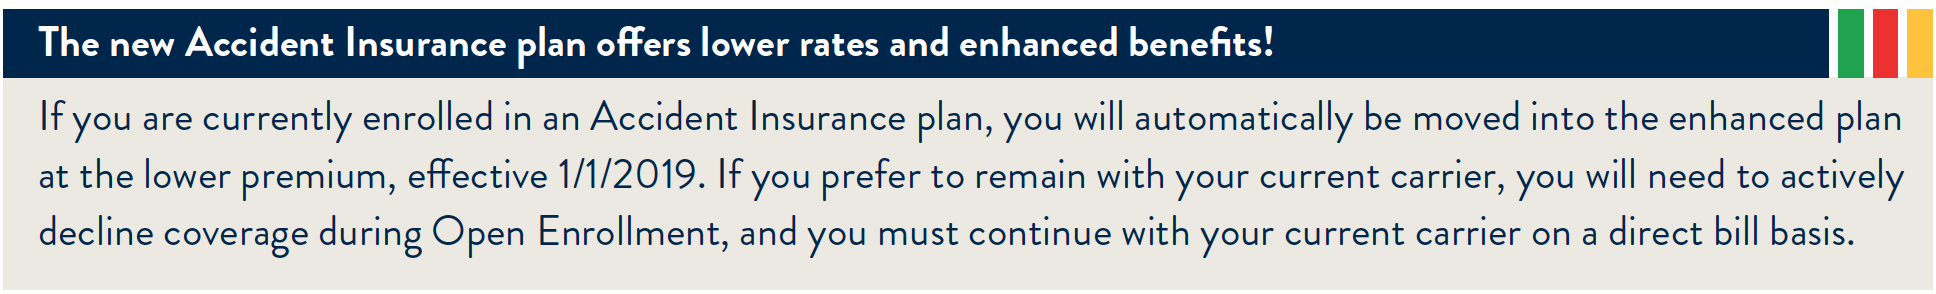 The new Accident Insurance plan offers lower rates and enhanced benefits!
If you are currently enrolled in an Accident Insurance plan, you will automatically be moved into the enhanced plan
at the lower premium, effective 1/1/2019. If you prefer to remain with your current carrier, you will need to actively
decline coverage during Open Enrollment, and you must continue with your current carrier on a direct bill basis.